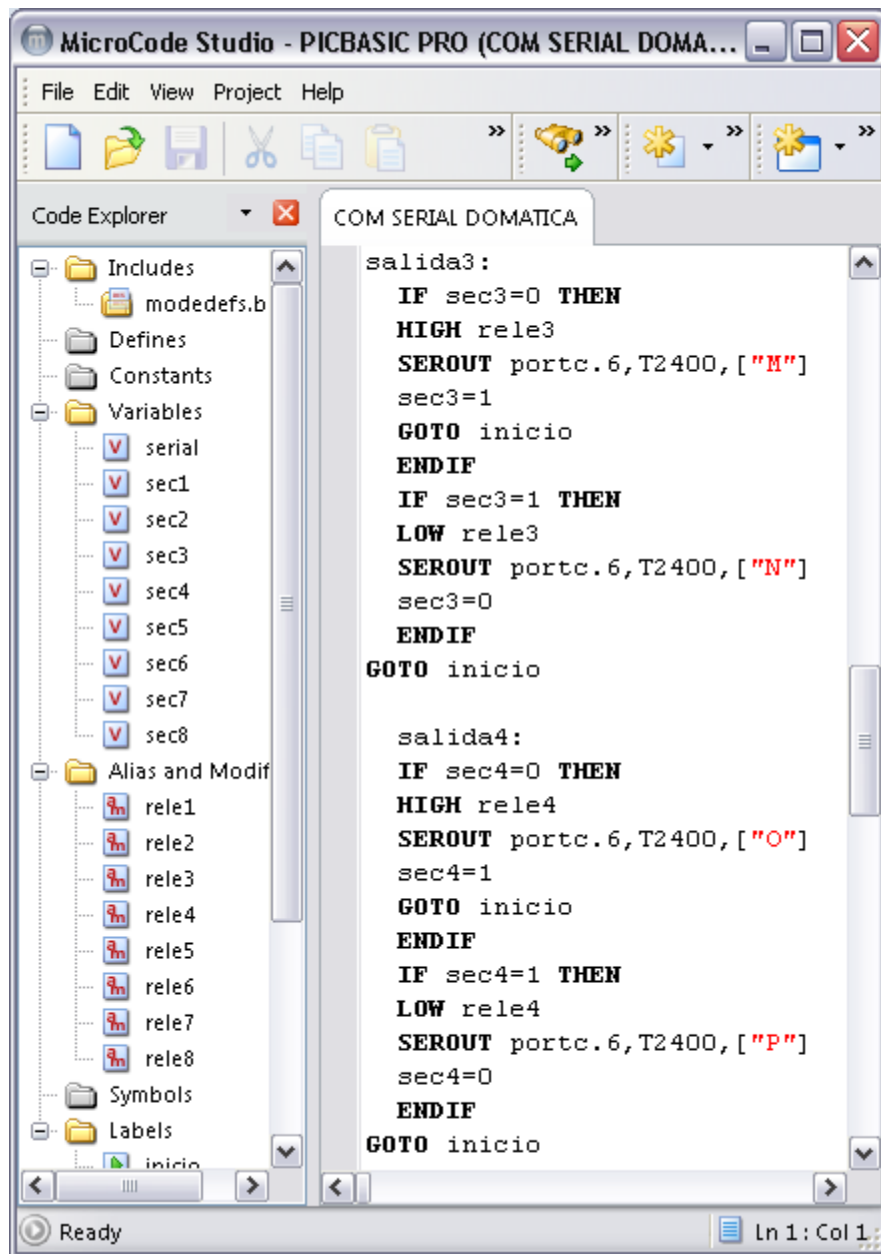 MicroCode Studio - PICBASIC PRO (COM SERIAL DOMA...
File Edit View Project Help
Code Explorer
COM SERIAL DOMATICA
Includes
modedefs.b
Defines
Constants
Variables
serial
sec1
sec2
sec3
sec4
sec5
sec6
sec7
sec8
Alias and Modif
rele1
rele2
rele3
rele4
rele5
rele6
rele7
rele8
Symbols
Labels
inicio
salida3:
IF sec3=0 THEN
HIGH rele3
SEROUT portc.6,T2400,["M"]
sec3=1
GOTO inicio
ENDIF
IF sec3=1 THEN
LOW rele3
SEROUT portc.6,T2400,["N"]
sec3=0
ENDIF
GOTO inicio
salida4:
IF sec4=0 THEN
HIGH rele4
SEROUT portc.6,T2400,["O"]
sec4=1
GOTO inicio
ENDIF
IF sec4=1 THEN
LOW rele4
SEROUT portc.6,T2400,["P"]
sec4=0
ENDIF
GOTO inicio
Ready
Ln 1 : Col 1